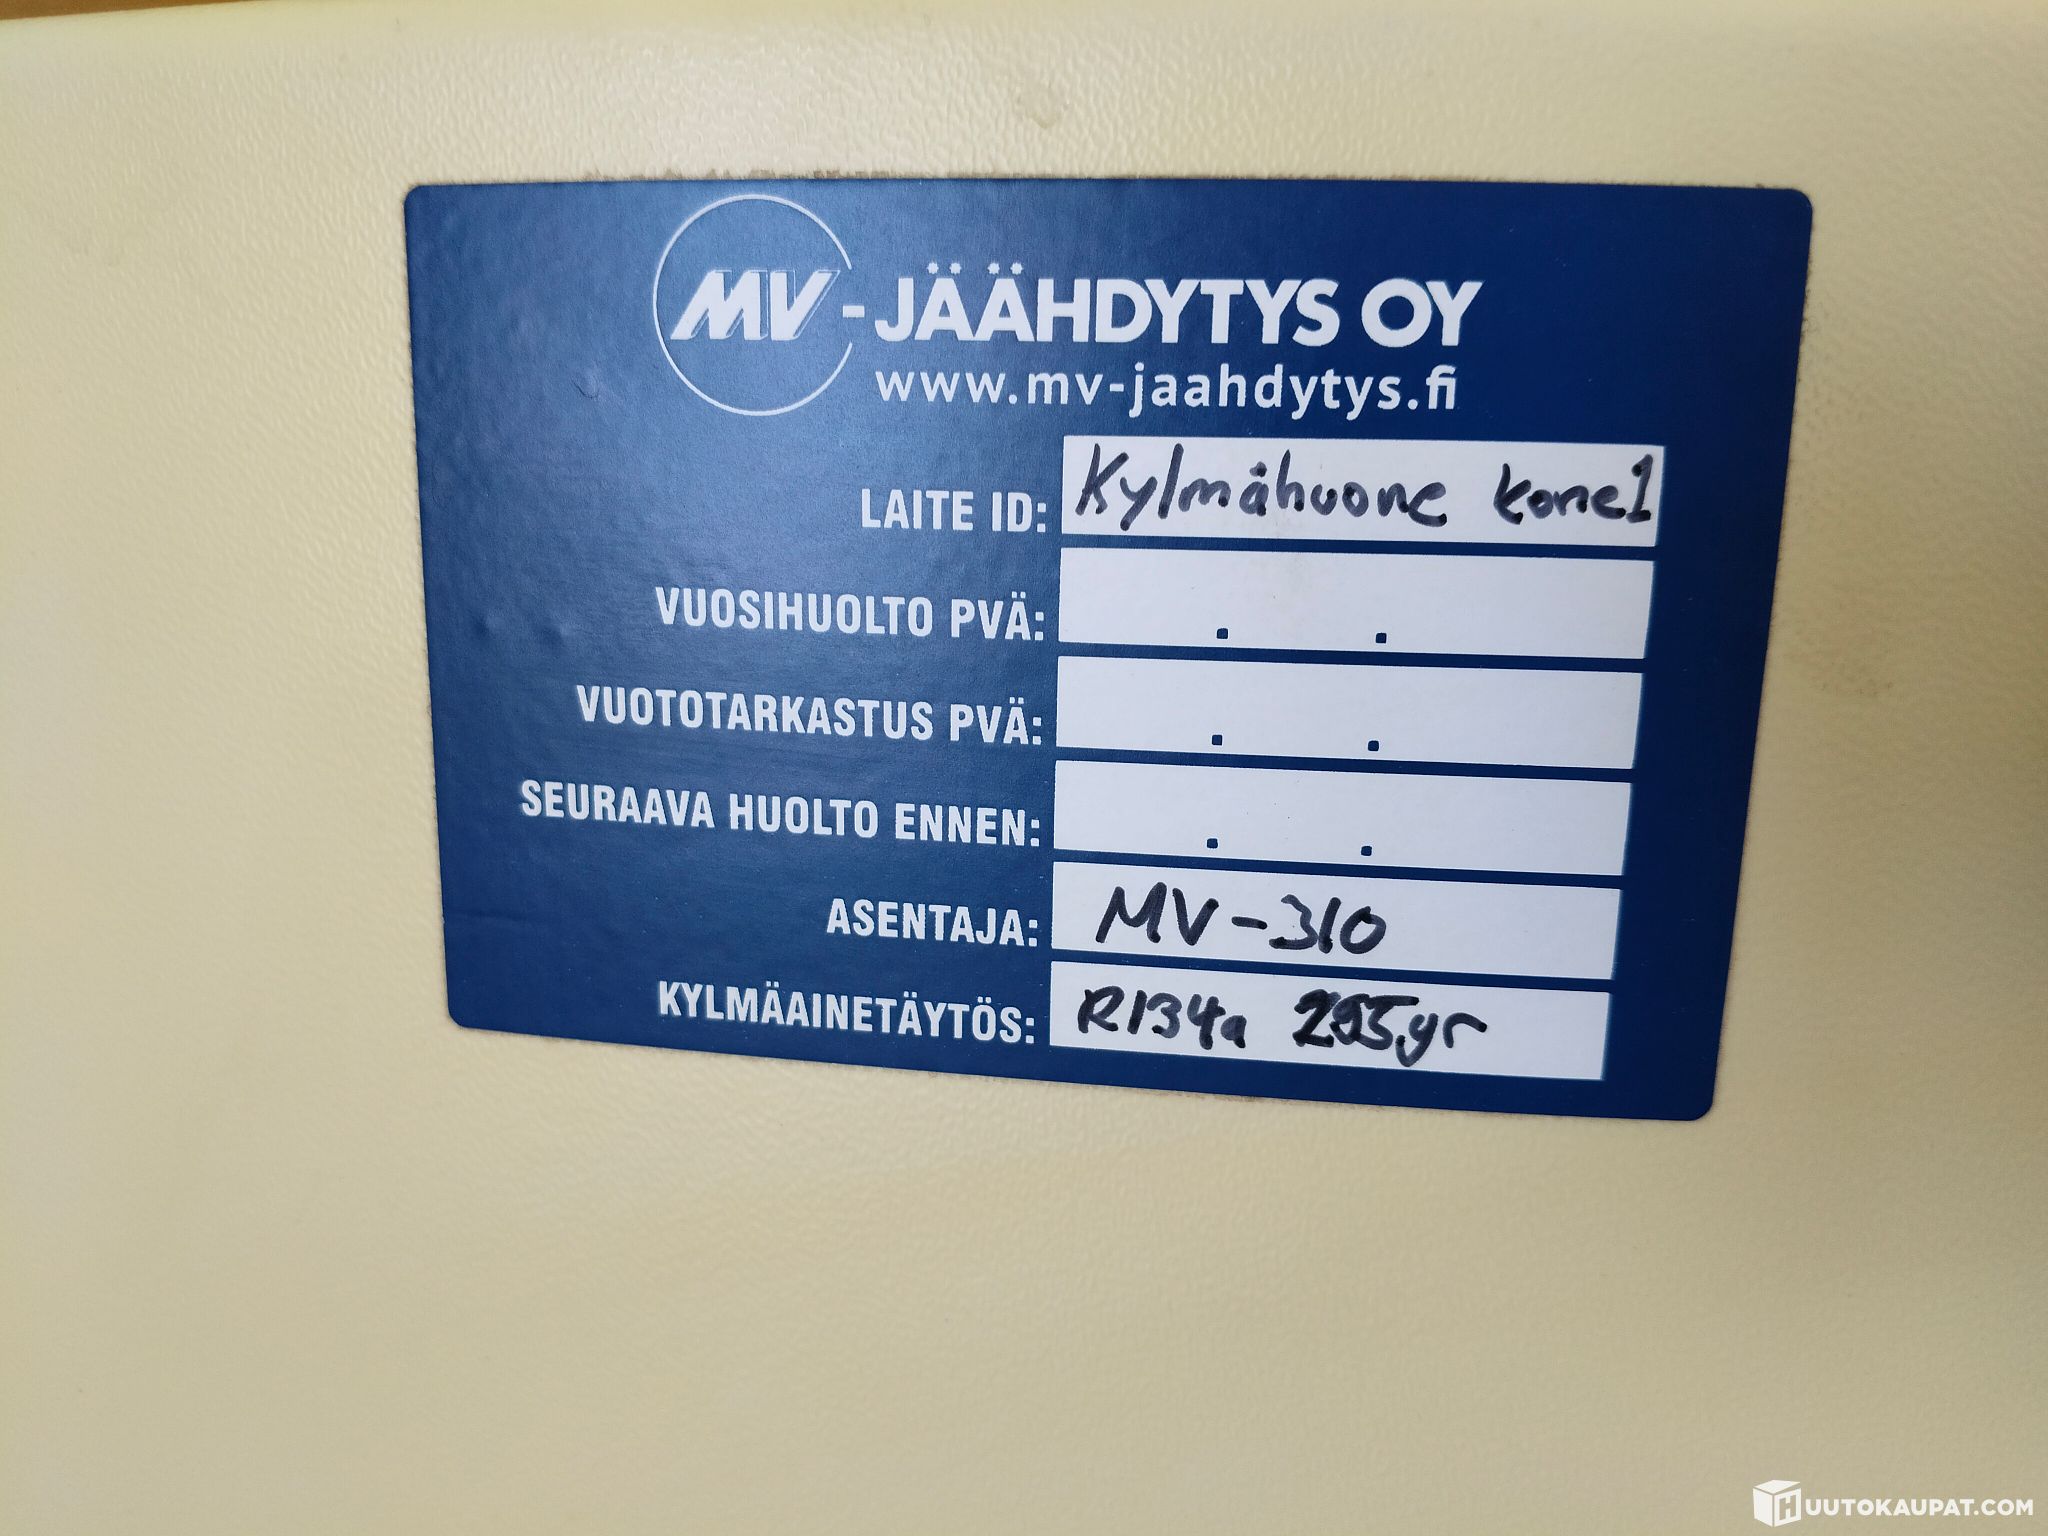 MV-JÄÄHDYTYS OY
www.mv-jaahdytys.fi
LAITE ID: Kylmähuone kone1
VUOSIHUOLTO PVÄ: . .
VUOTOTARKASTUS PVÄ: . .
SEURAAVA HUOLTO ENNEN: . .
ASENTAJA: MV-310
KYLMÄAINETÄYTÖS: R134a 255gr
HUUTOKAUPAT.COM